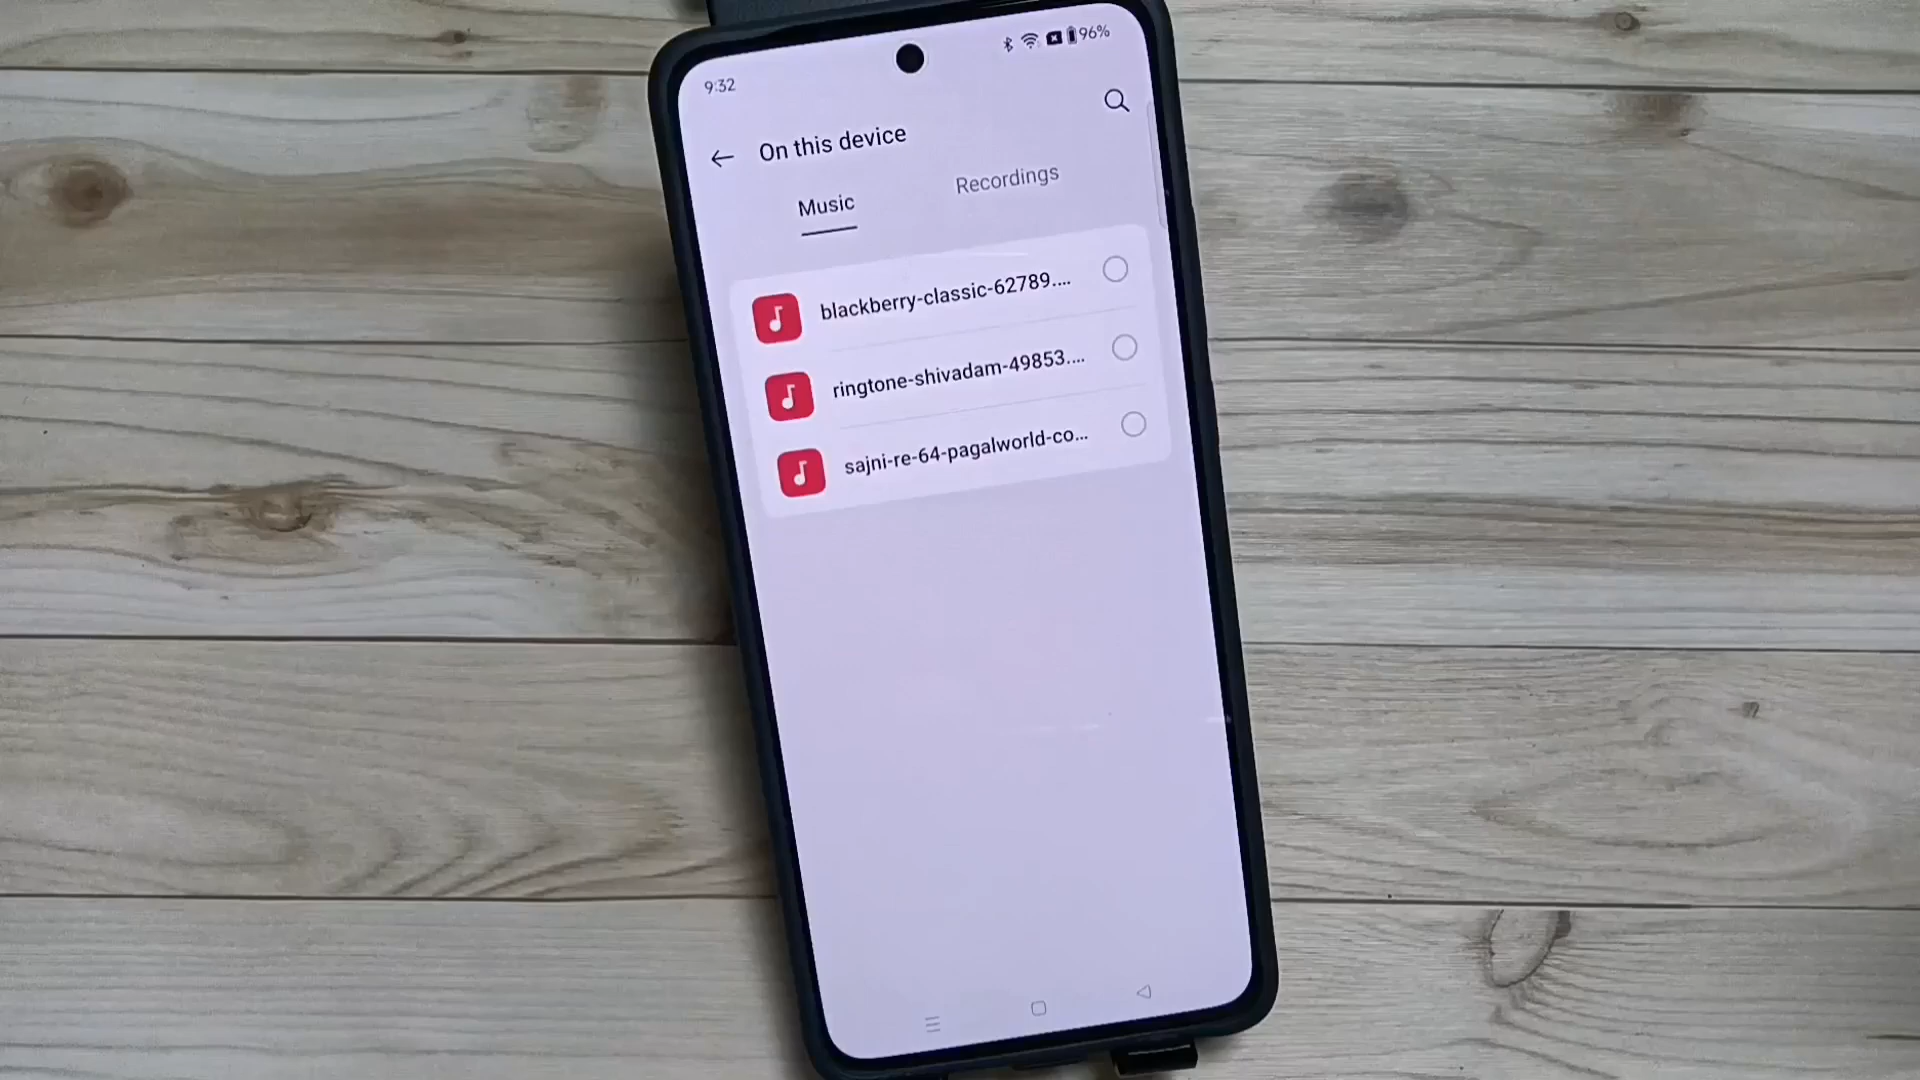 9:32
96%
On this device
Music
Recordings
blackberry-classic-62789....
ringtone-shivadam-49853....
sajni-re-64-pagalworld-co...